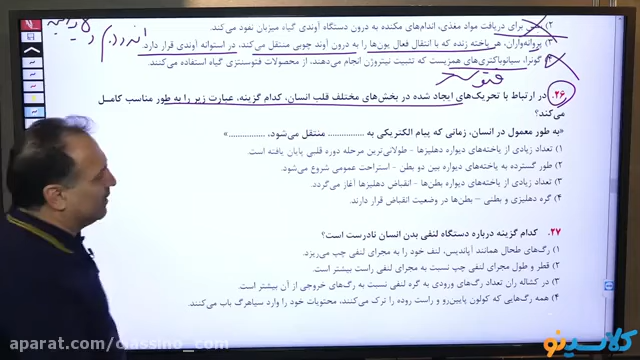 اندودرم و لایه ریشه
۲) برای دریافت مواد مغذی، اندام‌های مکنده به درون دستگاه آوندی گیاه میزبان نفوذ می‌کند.
۳) پروانه‌واران، هر یاخته زنده که با انتقال فعال یون‌ها را به درون آوند چوبی منتقل می‌کند، در استوانه آوندی قرار دارد.
گونرا، سیانوباکتری‌های همزیست که تثبیت نیتروژن انجام می‌دهند، از محصولات فتوسنتزی گیاه استفاده می‌کنند.
فتوسنتز
۲۶. در ارتباط با تحریک‌های ایجاد شده در بخش‌های مختلف قلب انسان، کدام گزینه، عبارت زیر را به طور مناسب کامل
می‌کند؟
«به طور معمول در انسان، زمانی که پیام الکتریکی به ............... منتقل می‌شود، ...............»
۱) تعداد زیادی از یاخته‌های دیواره دهلیزها - طولانی‌ترین مرحله دوره قلبی پایان یافته است.
۲) طور گسترده به یاخته‌های دیواره بین دو بطن - استراحت عمومی شروع می‌شود.
۳) تعداد زیادی از یاخته‌های دیواره بطن‌ها - انقباض دهلیزها آغاز می‌گردد.
۴) گره دهلیزی و بطنی - بطن‌ها در وضعیت انقباض قرار دارند.
۲۷. کدام گزینه درباره دستگاه لنفی بدن انسان نادرست است؟
۱) رگ‌های طحال همانند آپاندیس، لنف خود را به مجرای لنفی چپ می‌ریزد.
۲) قطر و طول مجرای لنفی چپ نسبت به مجرای لنفی راست بیشتر است.
۳) در کشاله ران تعداد رگ‌های ورودی به گره لنفی نسبت به رگ‌های خروجی از آن بیشتر است.
۴) همه رگ‌هایی که کولون پایین‌رو و راست روده را ترک می‌کنند، محتویات خود را وارد سیاهرگ باب می‌کنند.
aparat.com/classino_com
کلاسینو